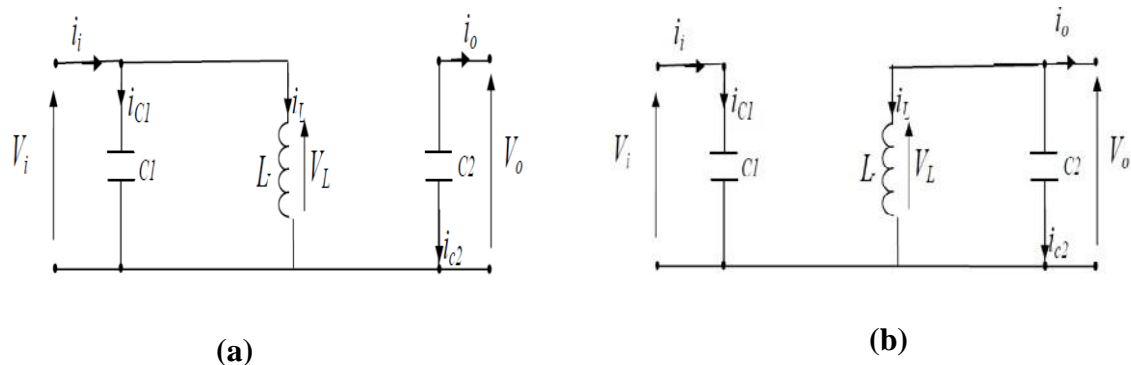 i_i
i_o
i_C1
i_L
V_i
C1
L
V_L
C2
V_o
i_c2
(a)
i_i
i_o
i_C1
i_L
V_i
C1
L
V_L
C2
V_o
i_c2
(b)